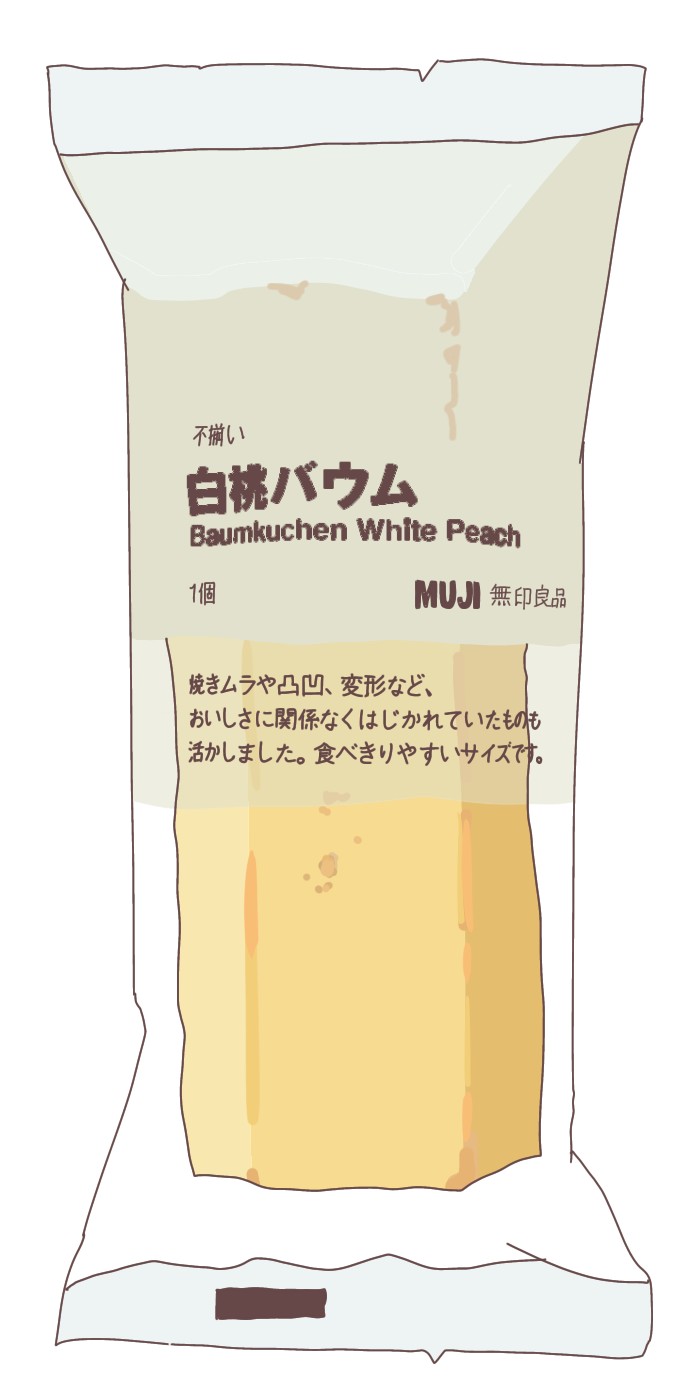 不揃い
白桃バウム
Baumkuchen White Peach
1個
MUJI 無印良品
焼きムラや凸凹、変形など、
おいしさに関係なくはじかれていたものも
活かしました。食べきりやすいサイズです。